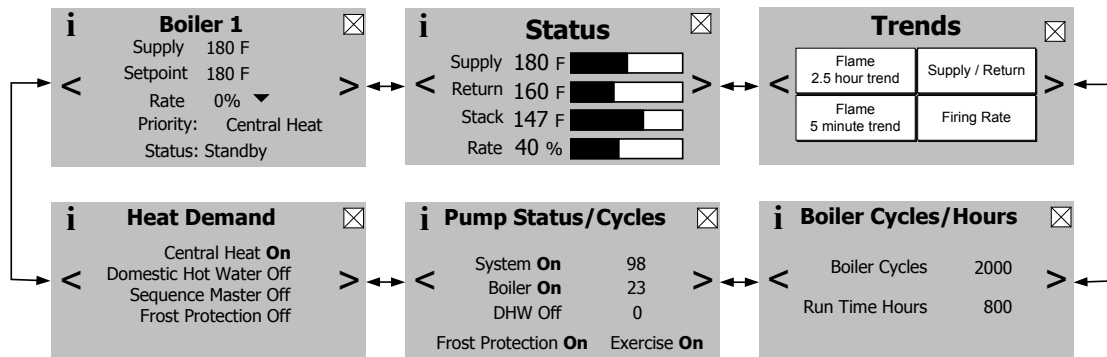 i Boiler 1
Supply 180 F
Setpoint 180 F
< Rate 0% >
Priority: Central Heat
Status: Standby
i Status
Supply 180 F
< Return 160 F >
Stack 147 F
Rate 40 %
Trends
Flame
2.5 hour trend
Supply / Return
>
<
Flame
5 minute trend
Firing Rate
i Heat Demand
Central Heat On
< Domestic Hot Water Off >
Sequence Master Off
Frost Protection Off
i Pump Status/Cycles
System On 98
< Boiler On 23 >
DHW Off 0
Frost Protection On Exercise On
i Boiler Cycles/Hours
Boiler Cycles 2000
< >
Run Time Hours 800